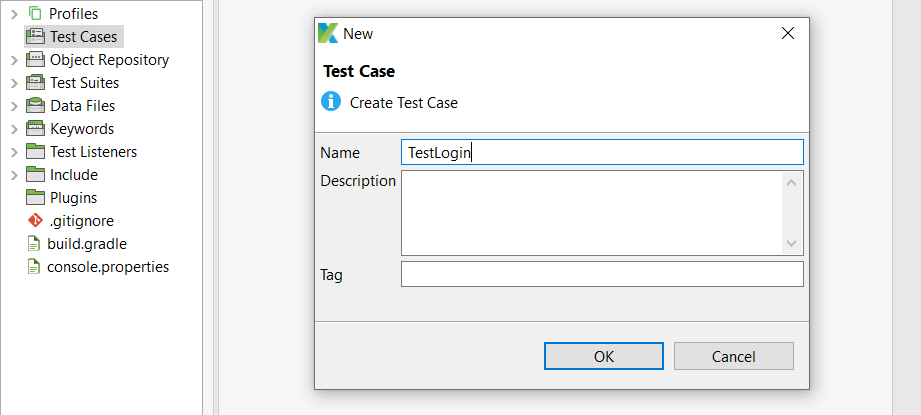 Profiles
Test Cases
Object Repository
Test Suites
Data Files
Keywords
Test Listeners
Include
Plugins
.gitignore
build.gradle
console.properties
New
Test Case
Create Test Case
Name TestLogin
Description
Tag
OK Cancel